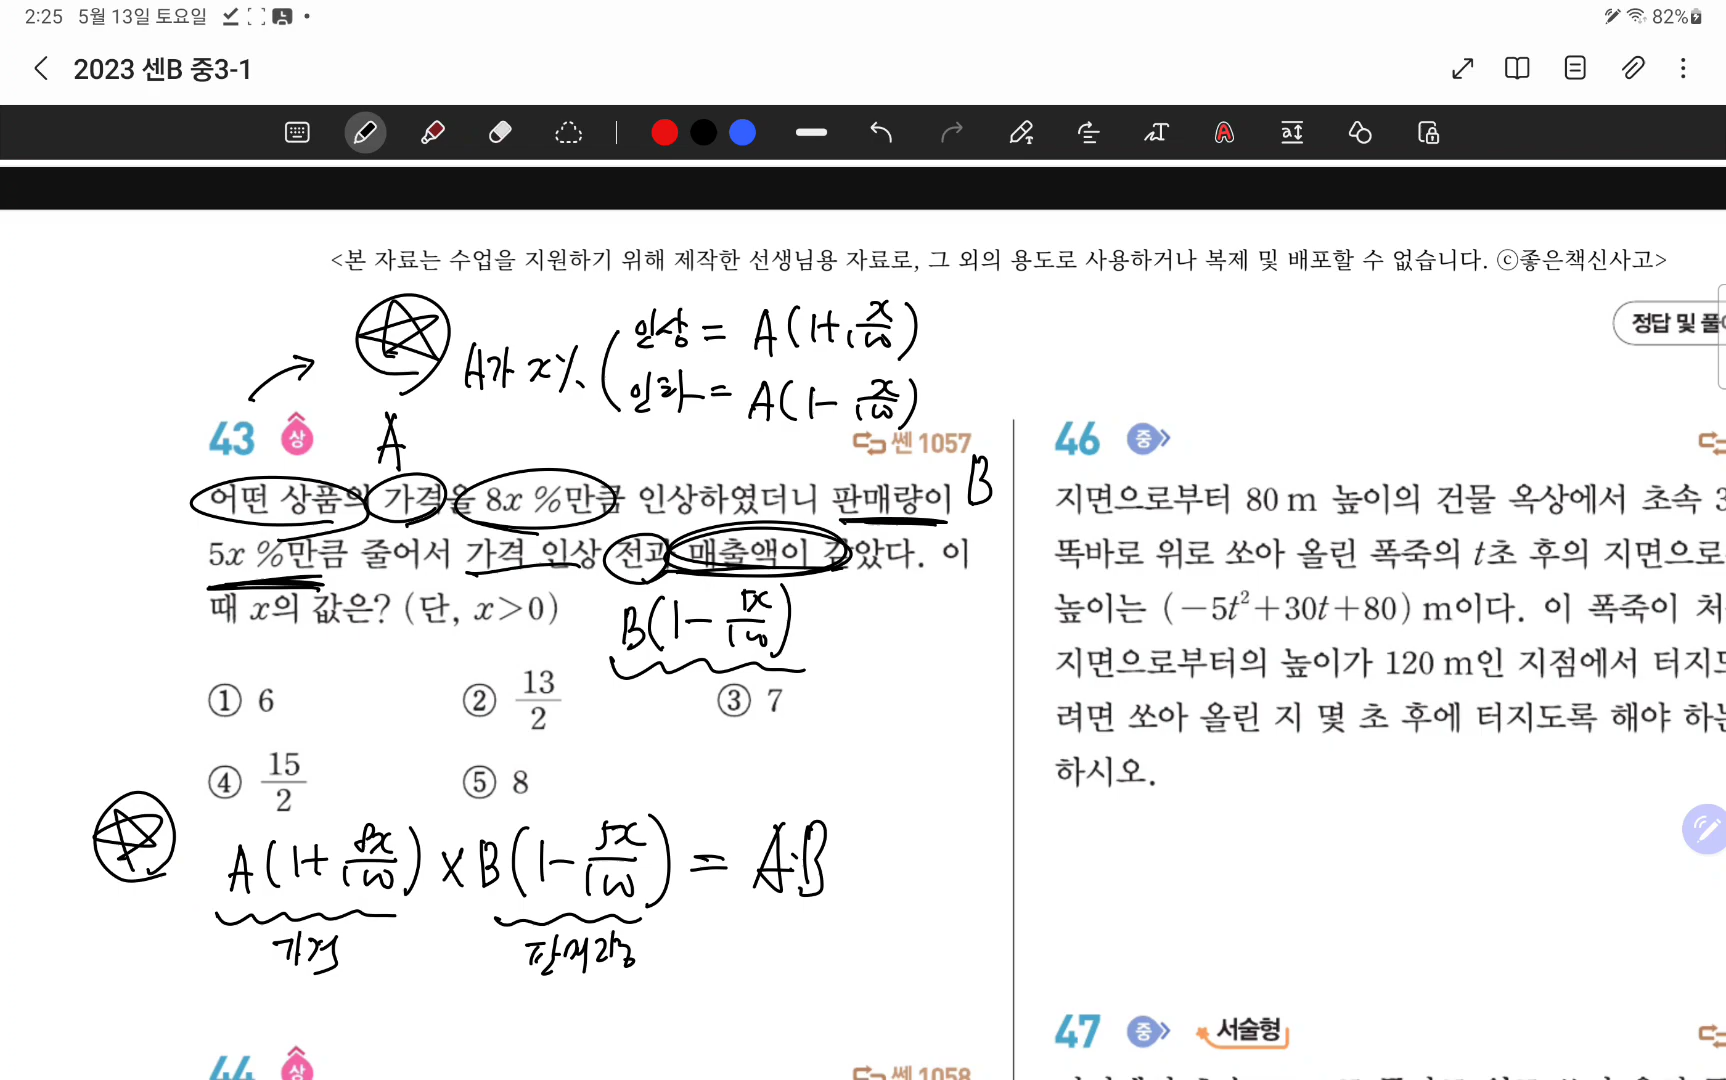 2:25 5월 13일 토요일
82%
2023 센B 중3-1
<본 자료는 수업을 지원하기 위해 제작한 선생님용 자료로, 그 외의 용도로 사용하거나 복제 및 배포할 수 없습니다. ⓒ좋은책신사고>
정답 및 풀
A가 x% ( 인상 = A(1+x/100)
인하 = A(1-x/100)
43 상 쎈 1057
A
어떤 상품의 가격을 8x %만큼 인상하였더니 판매량이 B
5x %만큼 줄어서 가격 인상 전과 매출액이 같았다. 이
때 x의 값은? (단, x>0)
B(1-5x/100)
① 6 ② 13/2 ③ 7
④ 15/2 ⑤ 8
A(1+8x/100)×B(1-5x/100)=A·B
가격 판매량
44 상 쎈 1058
46 중
지면으로부터 80 m 높이의 건물 옥상에서 초속 3
똑바로 위로 쏘아 올린 폭죽의 t초 후의 지면으로
높이는 (-5t²+30t+80) m이다. 이 폭죽이 처
지면으로부터의 높이가 120 m인 지점에서 터지도
려면 쏘아 올린 지 몇 초 후에 터지도록 해야 하는
하시오.
47 중 서술형